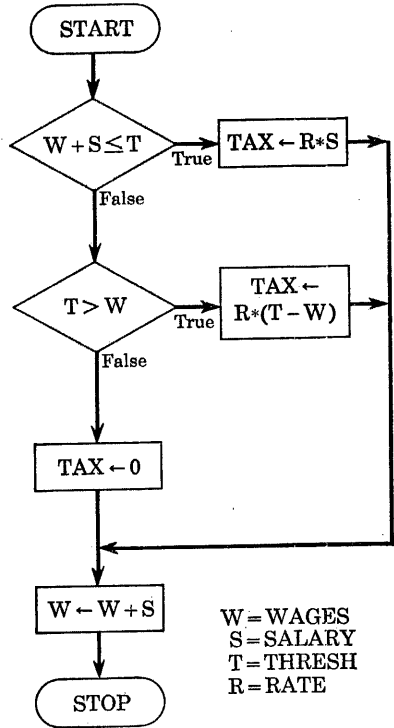 START
W + S ≤ T
True
TAX ← R*S
False
T > W
True
TAX ←
R*(T – W)
False
TAX ← 0
W ← W + S
STOP
W = WAGES
S = SALARY
T = THRESH
R = RATE